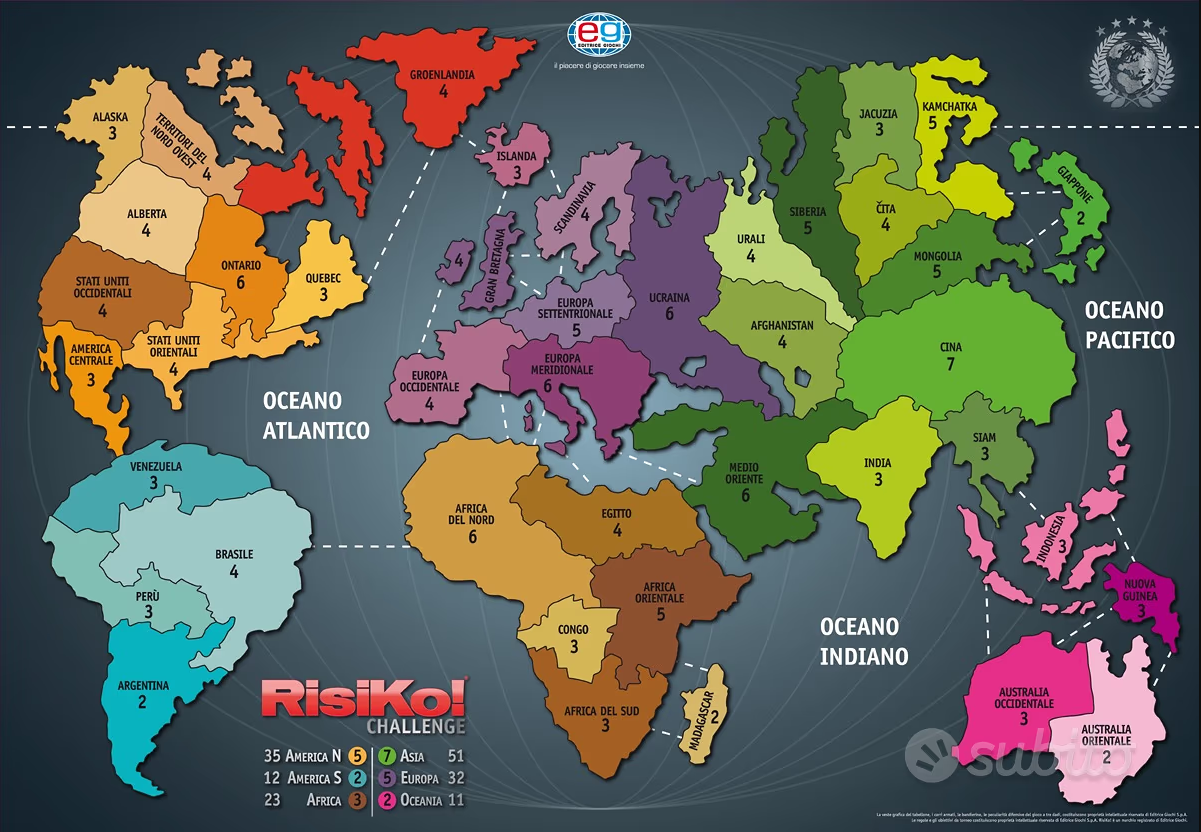 eg
EDITRICE GIOCHI
il piacere di giocare insieme
GROENLANDIA
4
ALASKA
3
TERRITORI DEL
NORD OVEST
4
ALBERTA
4
ONTARIO
6
QUEBEC
3
STATI UNITI
OCCIDENTALI
4
STATI UNITI
ORIENTALI
4
AMERICA
CENTRALE
3
ISLANDA
3
SCANDINAVIA
4
GRAN BRETAGNA
4
EUROPA
SETTENTRIONALE
5
UCRAINA
6
EUROPA
OCCIDENTALE
4
EUROPA
MERIDIONALE
6
URALI
4
SIBERIA
5
JACUZIA
3
KAMCHATKA
5
ČITA
4
GIAPPONE
2
MONGOLIA
5
AFGHANISTAN
4
CINA
7
MEDIO
ORIENTE
6
INDIA
3
SIAM
3
OCEANO
PACIFICO
OCEANO
ATLANTICO
VENEZUELA
3
BRASILE
4
PERÙ
3
ARGENTINA
2
AFRICA
DEL NORD
6
EGITTO
4
AFRICA
ORIENTALE
5
CONGO
3
AFRICA DEL SUD
3
MADAGASCAR
2
OCEANO
INDIANO
INDONESIA
3
NUOVA
GUINEA
3
AUSTRALIA
OCCIDENTALE
3
AUSTRALIA
ORIENTALE
2
RisiKo!
CHALLENGE
35 AMERICA N 5 7 ASIA 51
12 AMERICA S 2 5 EUROPA 32
23 AFRICA 3 2 OCEANIA 11
subito